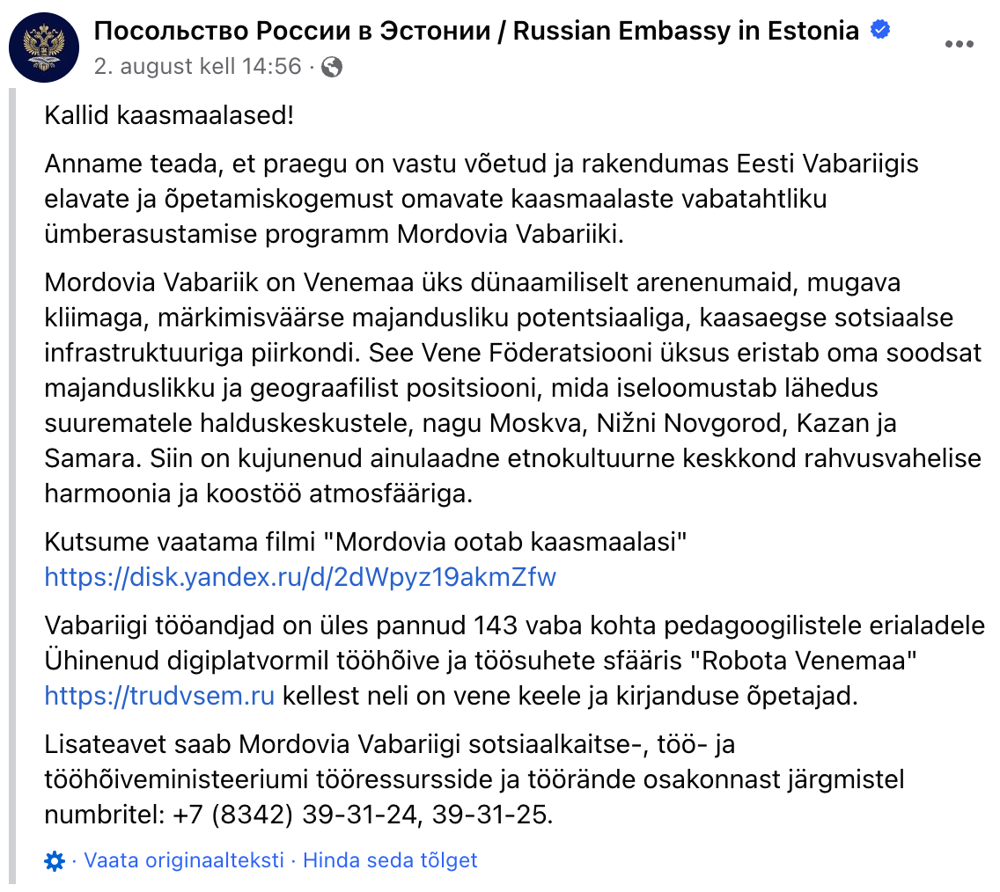 Посольство России в Эстонии / Russian Embassy in Estonia
2. august kell 14:56 ·
Kallid kaasmaalased!
Anname teada, et praegu on vastu võetud ja rakendumas Eesti Vabariigis
elavate ja õpetamiskogemust omavate kaasmaalaste vabatahtliku
ümberasustamise programm Mordovia Vabariiki.
Mordovia Vabariik on Venemaa üks dünaamiliselt arenenumaid, mugava
kliimaga, märkimisväärse majandusliku potentsiaaliga, kaasaegse sotsiaalse
infrastruktuuriga piirkondi. See Vene Föderatsiooni üksus eristab oma soodsat
majanduslikku ja geograafilist positsiooni, mida iseloomustab lähedus
suurematele halduskeskustele, nagu Moskva, Nižni Novgorod, Kazan ja
Samara. Siin on kujunenud ainulaadne etnokultuurne keskkond rahvusvahelise
harmoonia ja koostöö atmosfääriga.
Kutsume vaatama filmi "Mordovia ootab kaasmaalasi"
https://disk.yandex.ru/d/2dWpyz19akmZfw
Vabariigi tööandjad on üles pannud 143 vaba kohta pedagoogilistele erialadele
Ühinenud digiplatvormil tööhõive ja töösuhete sfääris "Robota Venemaa"
https://trudvsem.ru kellest neli on vene keele ja kirjanduse õpetajad.
Lisateavet saab Mordovia Vabariigi sotsiaalkaitse-, töö- ja
tööhõiveministeeriumi tööressursside ja töörände osakonnast järgmistel
numbritel: +7 (8342) 39-31-24, 39-31-25.
· Vaata originaalteksti · Hinda seda tõlget